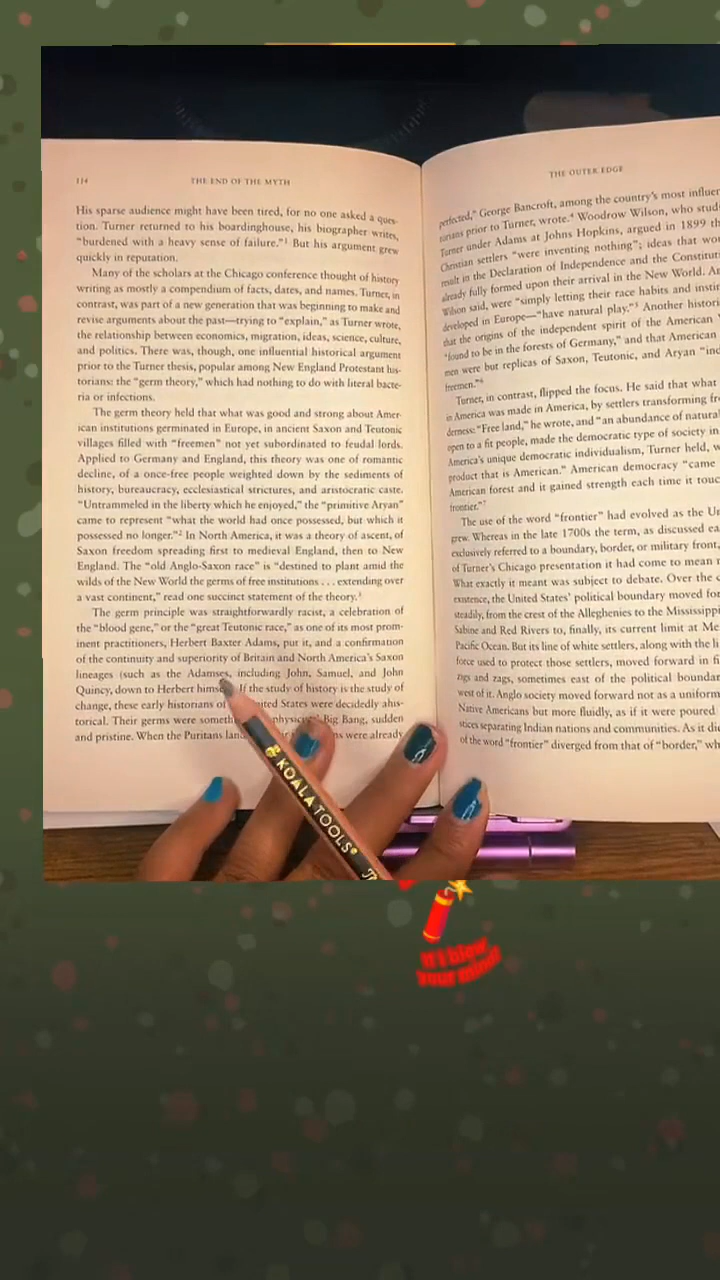 114
THE END OF THE MYTH
His sparse audience might have been tired, for no one asked a ques-
tion. Turner returned to his boardinghouse, his biographer writes,
“burdened with a heavy sense of failure.”1 But his argument grew
quickly in reputation.
Many of the scholars at the Chicago conference thought of history
writing as mostly a compendium of facts, dates, and names. Turner, in
contrast, was part of a new generation that was beginning to make and
revise arguments about the past—trying to “explain,” as Turner wrote,
the relationship between economics, migration, ideas, science, culture,
and politics. There was, though, one influential historical argument
prior to the Turner thesis, popular among New England Protestant his-
torians: the “germ theory,” which had nothing to do with literal bacte-
ria or infections.
The germ theory held that what was good and strong about Amer-
ican institutions germinated in Europe, in ancient Saxon and Teutonic
villages filled with “freemen” not yet subordinated to feudal lords.
Applied to Germany and England, this theory was one of romantic
decline, of a once-free people weighted down by the sediments of
history, bureaucracy, ecclesiastical strictures, and aristocratic caste.
“Untrammeled in the liberty which he enjoyed,” the “primitive Aryan”
came to represent “what the world had once possessed, but which it
possessed no longer.”2 In North America, it was a theory of ascent, of
Saxon freedom spreading first to medieval England, then to New
England. The “old Anglo-Saxon race” is “destined to plant amid the
wilds of the New World the germs of free institutions . . . extending over
a vast continent,” read one succinct statement of the theory.3
The germ principle was straightforwardly racist, a celebration of
the “blood gene,” or the “great Teutonic race,” as one of its most prom-
inent practitioners, Herbert Baxter Adams, put it, and a confirmation
of the continuity and superiority of Britain and North America’s Saxon
lineages (such as the Adamses, including John, Samuel, and John
Quincy, down to Herbert If the study of history is the study of
change, these early historians of States were decidedly ahis-
torical. Their germs were Big Bang, sudden
and pristine. When the Puritans were already
THE OUTER EDGE
perfected,” George Bancroft, among the country’s most
prior to Turner, wrote.4 Woodrow Wilson, who
Turner under Adams at Johns Hopkins, argued in 1899
Christian settlers “were inventing nothing”; ideas that
result in the Declaration of Independence and the
already fully formed upon their arrival in the New World.
Wilson said, were “simply letting their race habits and
developed in Europe—“have natural play.”5 Another
that the origins of the independent spirit of the American
“found to be in the forests of Germany,” and that American
men were but replicas of Saxon, Teutonic, and Aryan
freemen.”6
Turner, in contrast, flipped the focus. He said that what
in America was made in America, by settlers transforming
“Free land,” he wrote, and “an abundance of natural
open to a fit people, made the democratic type of society in
America’s unique democratic individualism, Turner held,
product that is American.” American democracy “came
American forest and it gained strength each time it
frontier.”7
The use of the word “frontier” had evolved as the
grew. Whereas in the late 1700s the term, as discussed
exclusively referred to a boundary, border, or military front,
of Turner’s Chicago presentation it had come to mean
What exactly it meant was subject to debate. Over the
existence, the United States’ political boundary moved
steadily, from the crest of the Alleghenies to the
Sabine and Red Rivers to, finally, its current limit at
Pacific Ocean. But its line of white settlers, along with the
force used to protect those settlers, moved forward in
zigs and zags, sometimes east of the political
west of it. Anglo society moved forward not as a uniform
Native Americans but more fluidly, as if it were poured
separating Indian nations and communities. As it
of the word “frontier” diverged from that of “border,”
KOALA TOOLS
If I blow
your mind